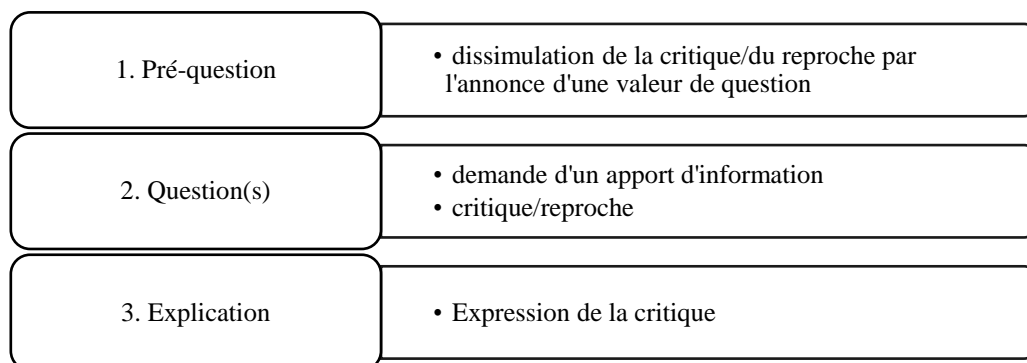 1. Pré-question
• dissimulation de la critique/du reproche par
l'annonce d'une valeur de question
2. Question(s)
• demande d'un apport d'information
• critique/reproche
3. Explication
• Expression de la critique